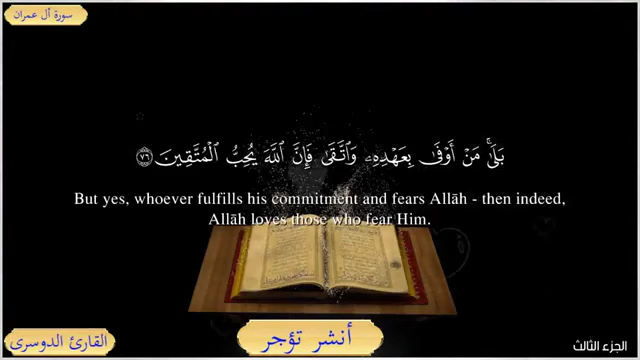 سورة آل عمران
بَلَىٰ مَنْ أَوْفَىٰ بِعَهْدِهِۦ وَٱتَّقَىٰ فَإِنَّ ٱللَّهَ يُحِبُّ ٱلْمُتَّقِينَ ٧٦
But yes, whoever fulfills his commitment and fears Allāh - then indeed,
Allāh loves those who fear Him.
أنشر تؤجر
القارئ الدوسرى
الجزء الثالث